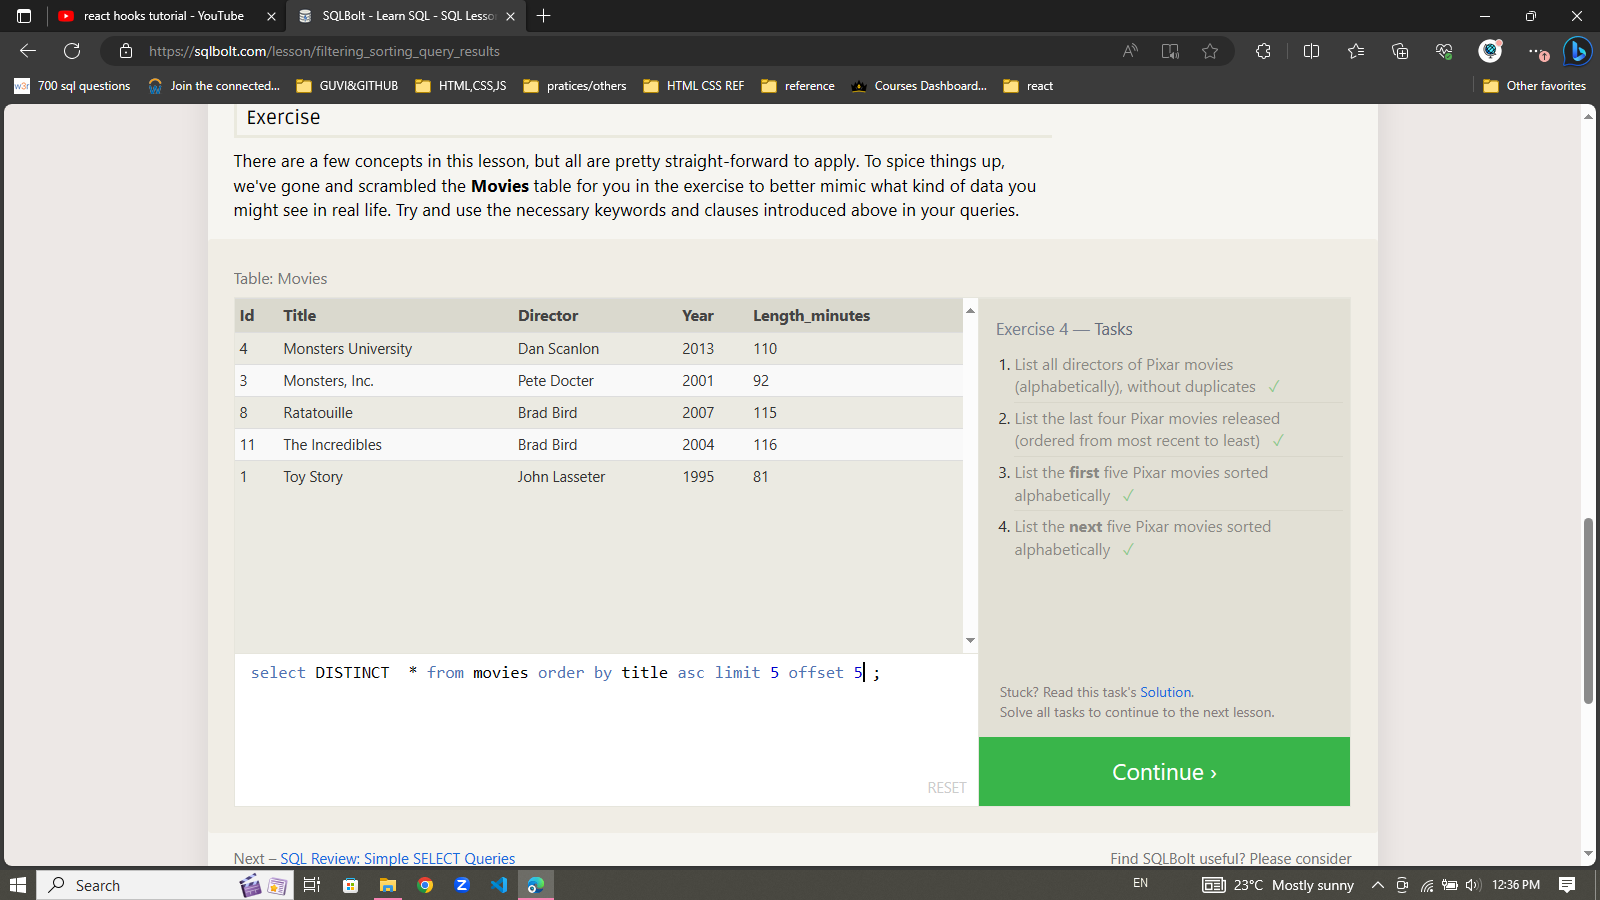 react hooks tutorial - YouTube
SQLBolt - Learn SQL - SQL Lesso
https://sqlbolt.com/lesson/filtering_sorting_query_results
700 sql questions
Join the connected...
GUVI&GITHUB
HTML,CSS,JS
pratices/others
HTML CSS REF
reference
Courses Dashboard...
react
Other favorites
Exercise
There are a few concepts in this lesson, but all are pretty straight-forward to apply. To spice things up,
we've gone and scrambled the Movies table for you in the exercise to better mimic what kind of data you
might see in real life. Try and use the necessary keywords and clauses introduced above in your queries.
Table: Movies
Id Title Director Year Length_minutes
4 Monsters University Dan Scanlon 2013 110
3 Monsters, Inc. Pete Docter 2001 92
8 Ratatouille Brad Bird 2007 115
11 The Incredibles Brad Bird 2004 116
1 Toy Story John Lasseter 1995 81
select DISTINCT  * from movies order by title asc limit 5 offset 5 ;
RESET
Exercise 4 — Tasks
1. List all directors of Pixar movies
(alphabetically), without duplicates ✓
2. List the last four Pixar movies released
(ordered from most recent to least) ✓
3. List the first five Pixar movies sorted
alphabetically ✓
4. List the next five Pixar movies sorted
alphabetically ✓
Stuck? Read this task's Solution.
Solve all tasks to continue to the next lesson.
Continue ›
Next – SQL Review: Simple SELECT Queries
Find SQLBolt useful? Please consider
Search
EN
23°C Mostly sunny
12:36 PM